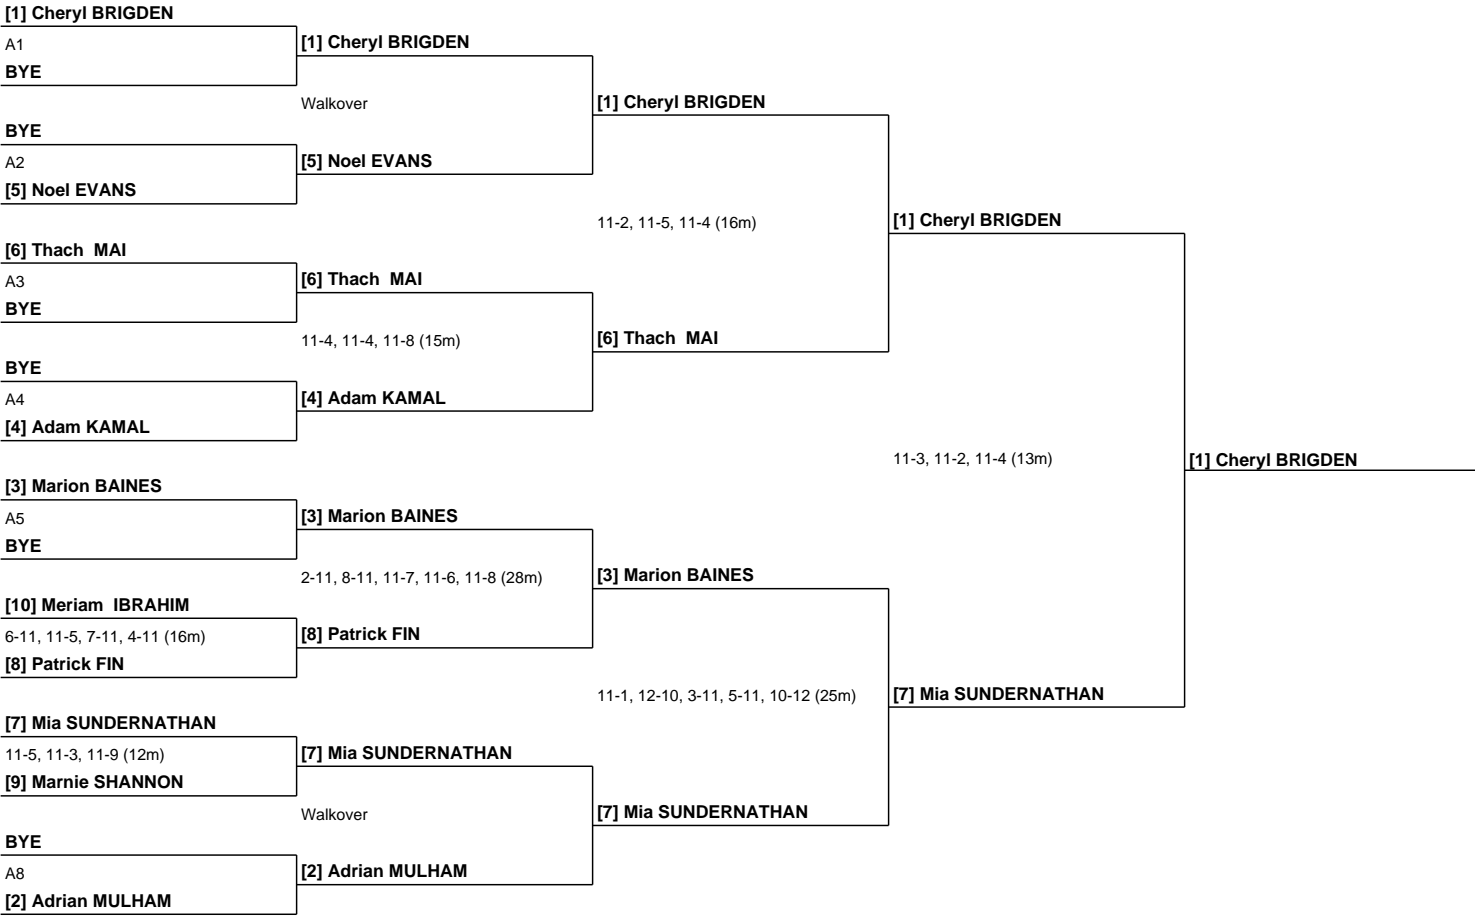 [1] Cheryl BRIGDEN
A1
BYE
BYE
A2
[5] Noel EVANS
[6] Thach  MAI
A3
BYE
BYE
A4
[4] Adam KAMAL
[3] Marion BAINES
A5
BYE
[10] Meriam  IBRAHIM
6-11, 11-5, 7-11, 4-11 (16m)
[8] Patrick FIN
[7] Mia SUNDERNATHAN
11-5, 11-3, 11-9 (12m)
[9] Marnie SHANNON
BYE
A8
[2] Adrian MULHAM
[1] Cheryl BRIGDEN
Walkover
[5] Noel EVANS
[6] Thach  MAI
11-4, 11-4, 11-8 (15m)
[4] Adam KAMAL
[3] Marion BAINES
2-11, 8-11, 11-7, 11-6, 11-8 (28m)
[8] Patrick FIN
[7] Mia SUNDERNATHAN
Walkover
[2] Adrian MULHAM
[1] Cheryl BRIGDEN
11-2, 11-5, 11-4 (16m)
[6] Thach  MAI
[3] Marion BAINES
11-1, 12-10, 3-11, 5-11, 10-12 (25m)
[7] Mia SUNDERNATHAN
[1] Cheryl BRIGDEN
11-3, 11-2, 11-4 (13m)
[7] Mia SUNDERNATHAN
[1] Cheryl BRIGDEN